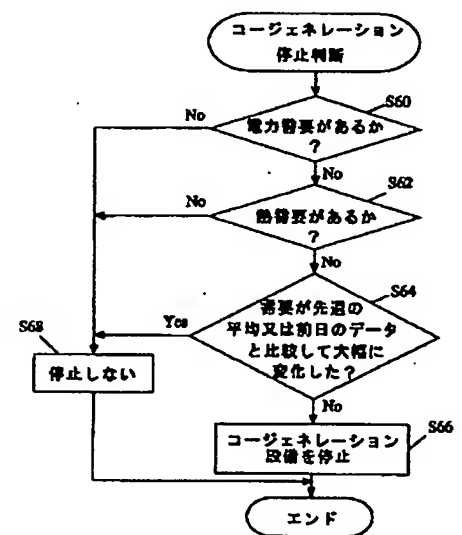 コージェネレーション
停止判断
S60
No
電力需要があるか
?
No
S62
No
熱需要があるか
?
No
S64
需要が先週の
平均又は前日のデータ
と比較して大幅に
変化した?
Yes
S68
停止しない
No
コージェネレーション
設備を停止
S66
エンド